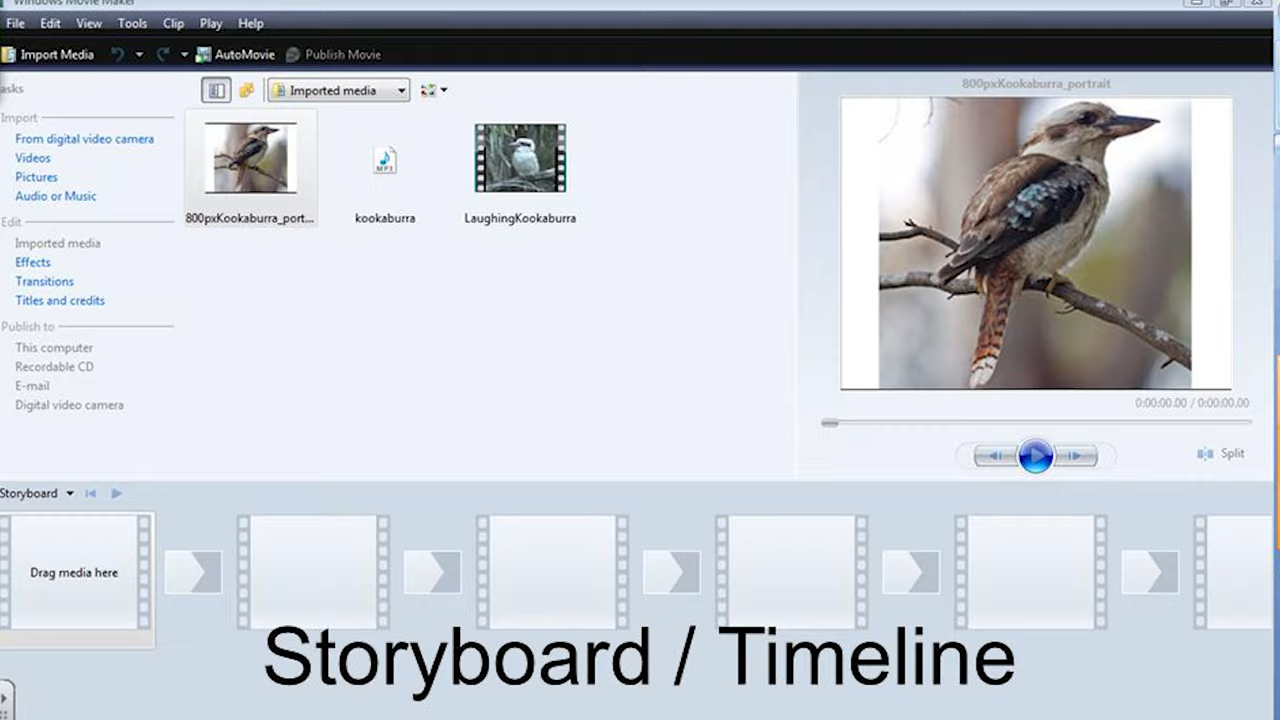 Windows Movie Maker
File Edit View Tools Clip Play Help
Import Media AutoMovie Publish Movie
asks
Imported media
800pxKookaburra_portrait
Import
From digital video camera
Videos
Pictures
Audio or Music
MP3
800pxKookaburra_port... kookaburra LaughingKookaburra
Edit
Imported media
Effects
Transitions
Titles and credits
Publish to
This computer
Recordable CD
E-mail
Digital video camera
0:00:00.00 / 0:00:00.00
Split
Storyboard
Drag media here
Storyboard / Timeline